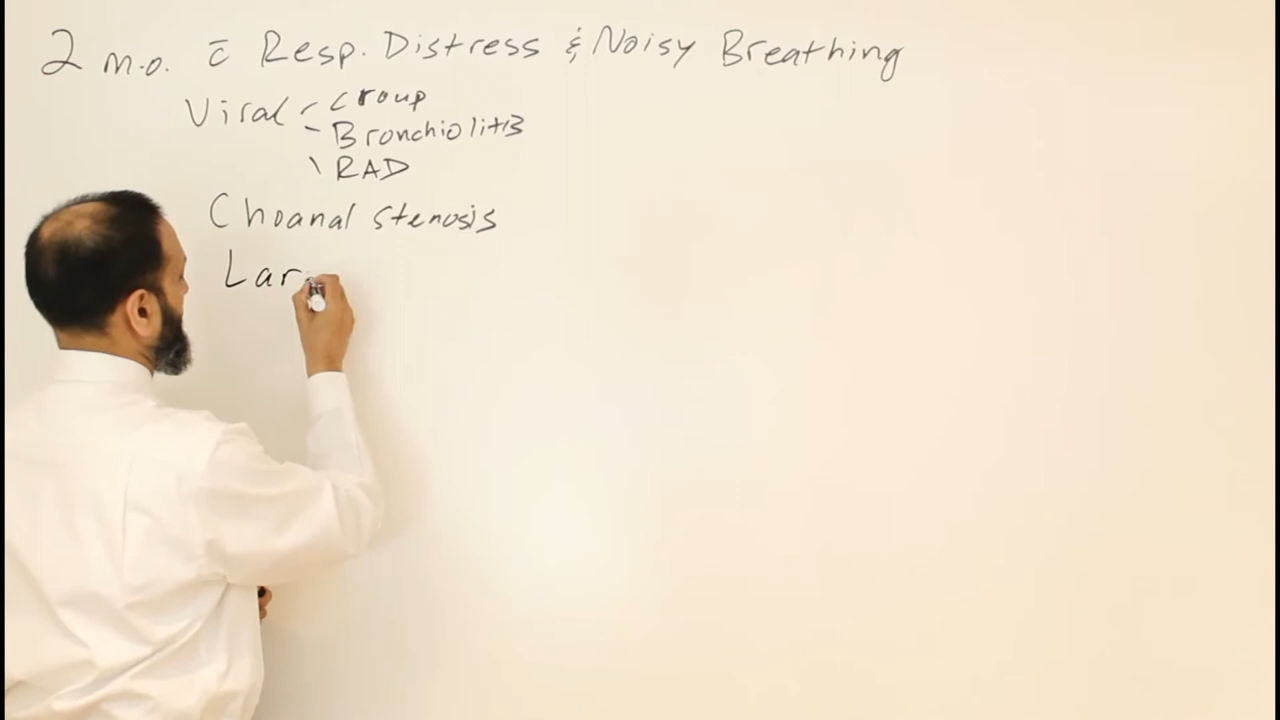 2 m.o. c̄ Resp. Distress & Noisy Breathing
Viral - Croup
- Bronchiolitis
\ RAD
Choanal stenosis
Lar